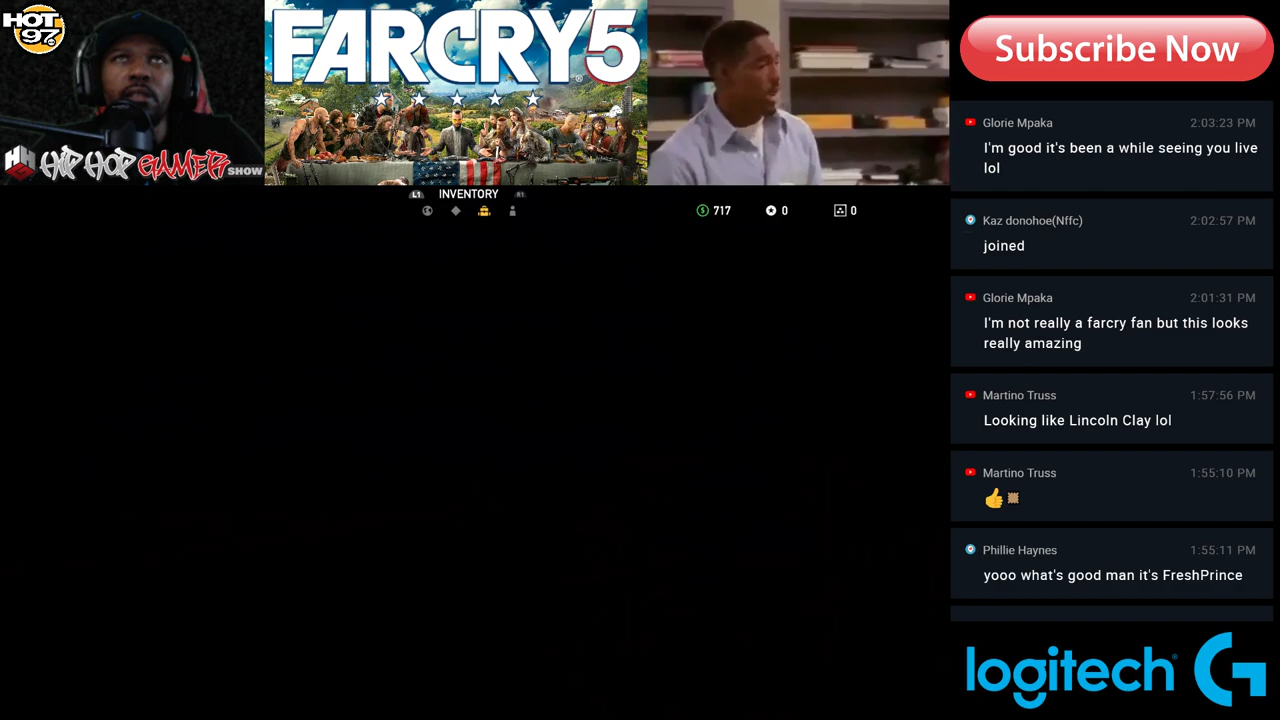 HOT
97
HIP HOP GAMER SHOW
FARCRY5
L1 INVENTORY R1
717 0 0
Subscribe Now
Glorie Mpaka 2:03:23 PM
I'm good it's been a while seeing you live
lol
Kaz donohoe(Nffc) 2:02:57 PM
joined
Glorie Mpaka 2:01:31 PM
I'm not really a farcry fan but this looks
really amazing
Martino Truss 1:57:56 PM
Looking like Lincoln Clay lol
Martino Truss 1:55:10 PM
Phillie Haynes 1:55:11 PM
yooo what's good man it's FreshPrince
logitech G